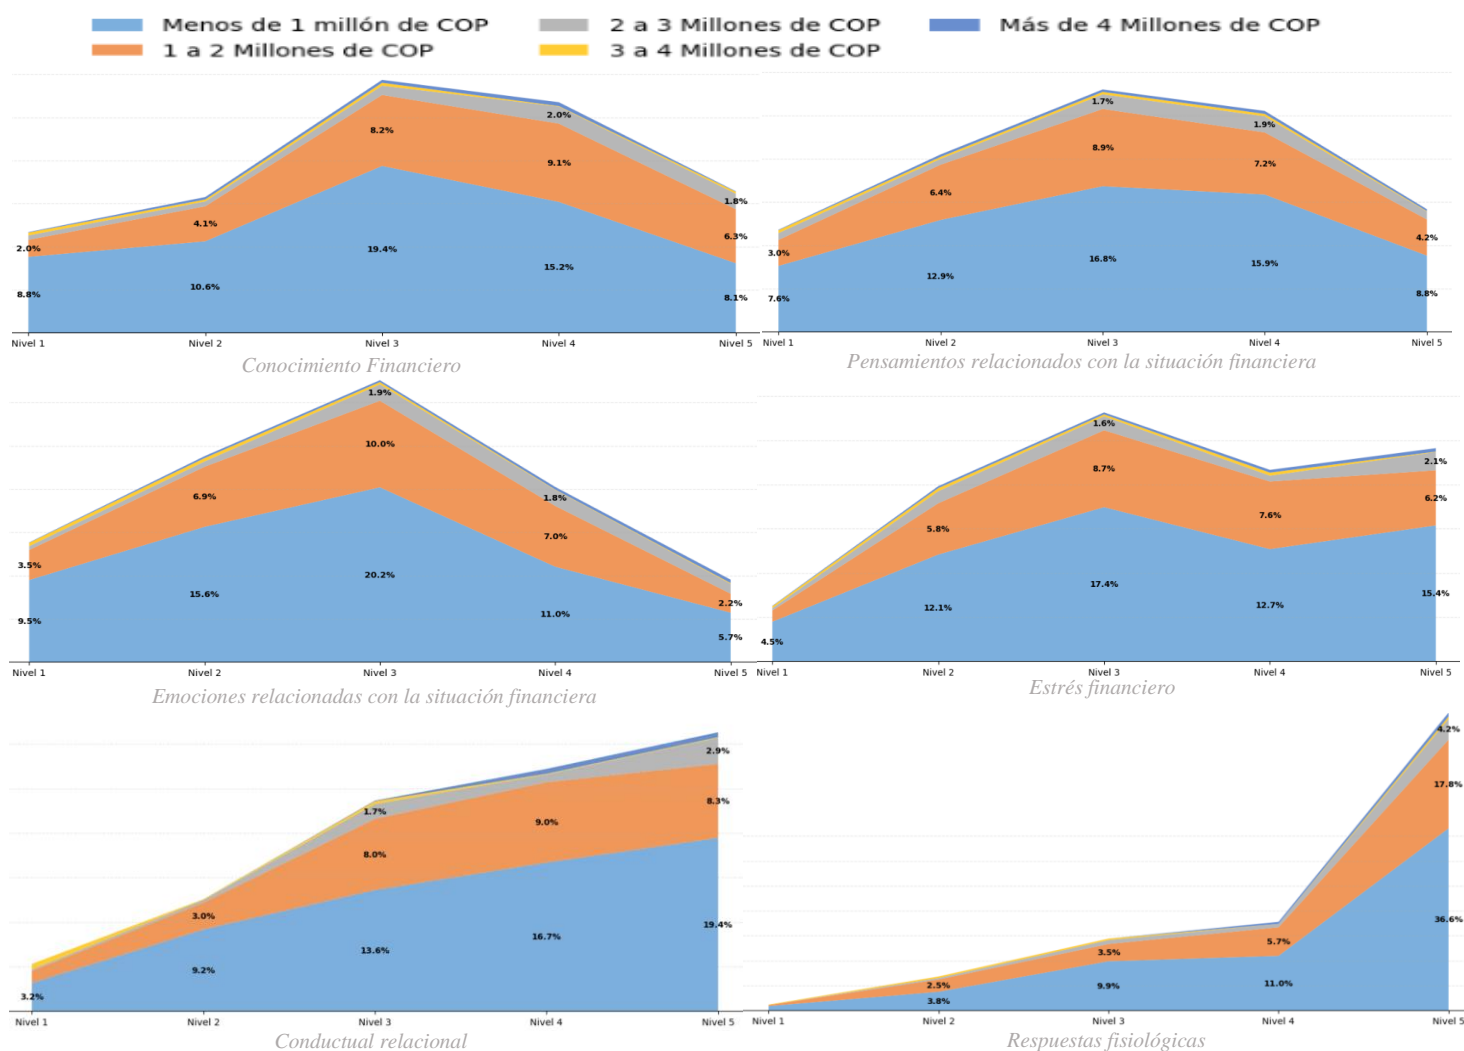 Menos de 1 millón de COP 2 a 3 Millones de COP Más de 4 Millones de COP
1 a 2 Millones de COP 3 a 4 Millones de COP
8.2% 2.0%
9.1%
4.1% 1.8%
2.0% 19.4% 6.3%
8.8% 10.6% 15.2% 8.1%
Nivel 1 Nivel 2 Nivel 3 Nivel 4 Nivel 5
Conocimiento Financiero
1.7% 1.9%
8.9% 7.2%
6.4%
3.0% 4.2%
7.6% 12.9% 16.8% 15.9% 8.8%
Nivel 1 Nivel 2 Nivel 3 Nivel 4 Nivel 5
Pensamientos relacionados con la situación financiera
1.9%
10.0%
6.9% 1.8%
7.0%
3.5% 20.2% 2.2%
9.5% 15.6% 11.0% 5.7%
Nivel 1 Nivel 2 Nivel 3 Nivel 4 Nivel 5
Emociones relacionadas con la situación financiera
1.6% 2.1%
8.7% 7.6% 6.2%
5.8%
17.4% 15.4%
4.5% 12.1% 12.7%
Nivel 1 Nivel 2 Nivel 3 Nivel 4 Nivel 5
Estrés financiero
2.9%
1.7% 9.0% 8.3%
8.0%
3.0% 19.4%
3.2% 9.2% 13.6% 16.7%
Nivel 1 Nivel 2 Nivel 3 Nivel 4 Nivel 5
Conductual relacional
4.2%
17.8%
36.6%
2.5% 3.5% 5.7%
3.8% 9.9% 11.0%
Nivel 1 Nivel 2 Nivel 3 Nivel 4 Nivel 5
Respuestas fisiológicas